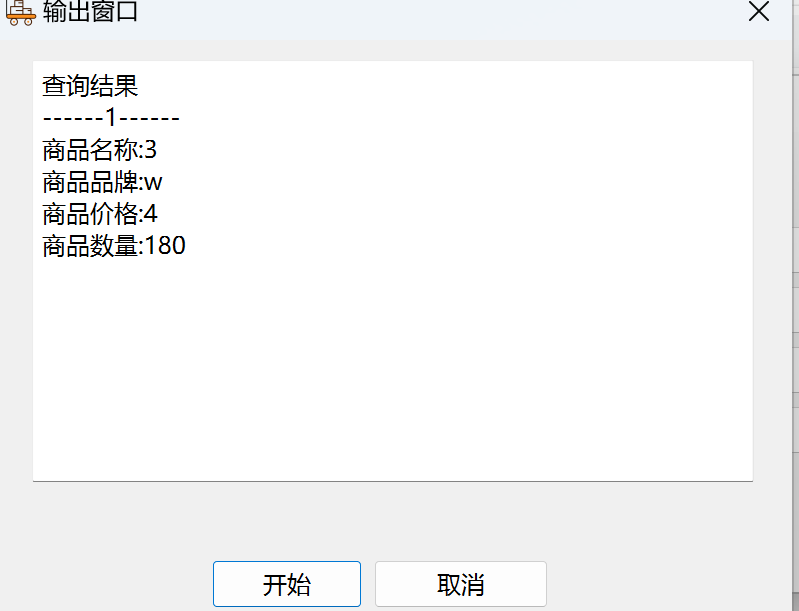 输出窗口
查询结果
------1------
商品名称:3
商品品牌:w
商品价格:4
商品数量:180
开始
取消